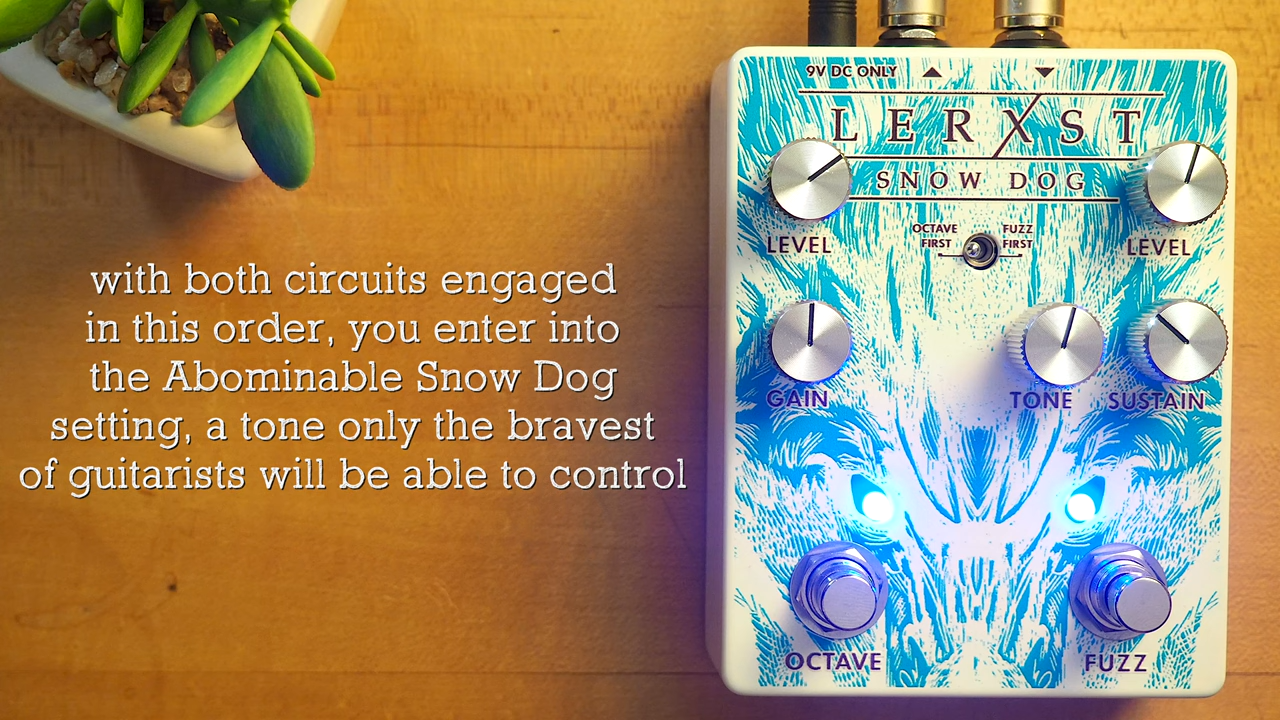 with both circuits engaged
in this order, you enter into
the Abominable Snow Dog
setting, a tone only the bravest
of guitarists will be able to control
9V DC ONLY
LERXST
SNOW DOG
LEVEL
OCTAVE FIRST
FUZZ FIRST
LEVEL
GAIN
TONE
SUSTAIN
OCTAVE
FUZZ